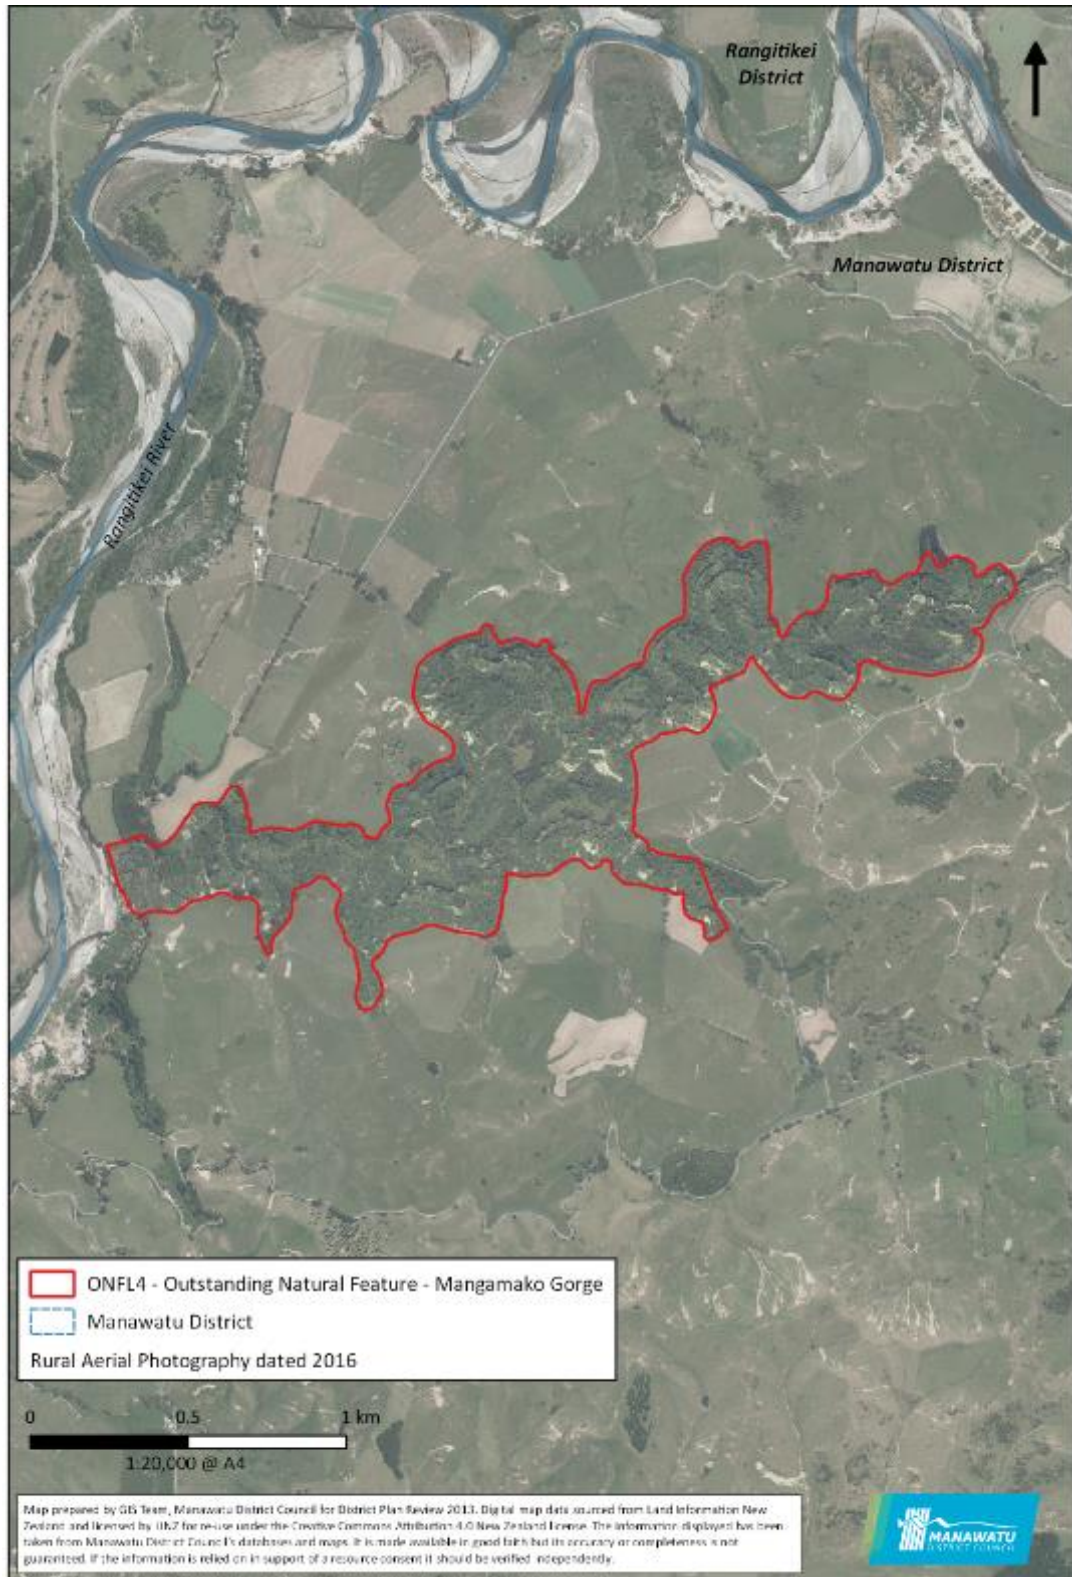 Rangitikei
District
Manawatu District
Rangitikei River
ONFL4 - Outstanding Natural Feature - Mangamako Gorge
Manawatu District
Rural Aerial Photography dated 2016
0 0.5 1 km
1:20,000 @ A4
Map prepared by GIS Team, Manawatu District Council for District Plan Review 2013. Digital map data sourced from Land Information New
Zealand and licensed by LINZ for re-use under the Creative Commons Attribution 4.0 New Zealand license. The information displayed has been
taken from Manawatu District Council's databases and maps. It is made available in good faith but its accuracy or completeness is not
guaranteed. If the information is relied on in support of a resource consent it should be verified independently.
MANAWATU
DISTRICT COUNCIL